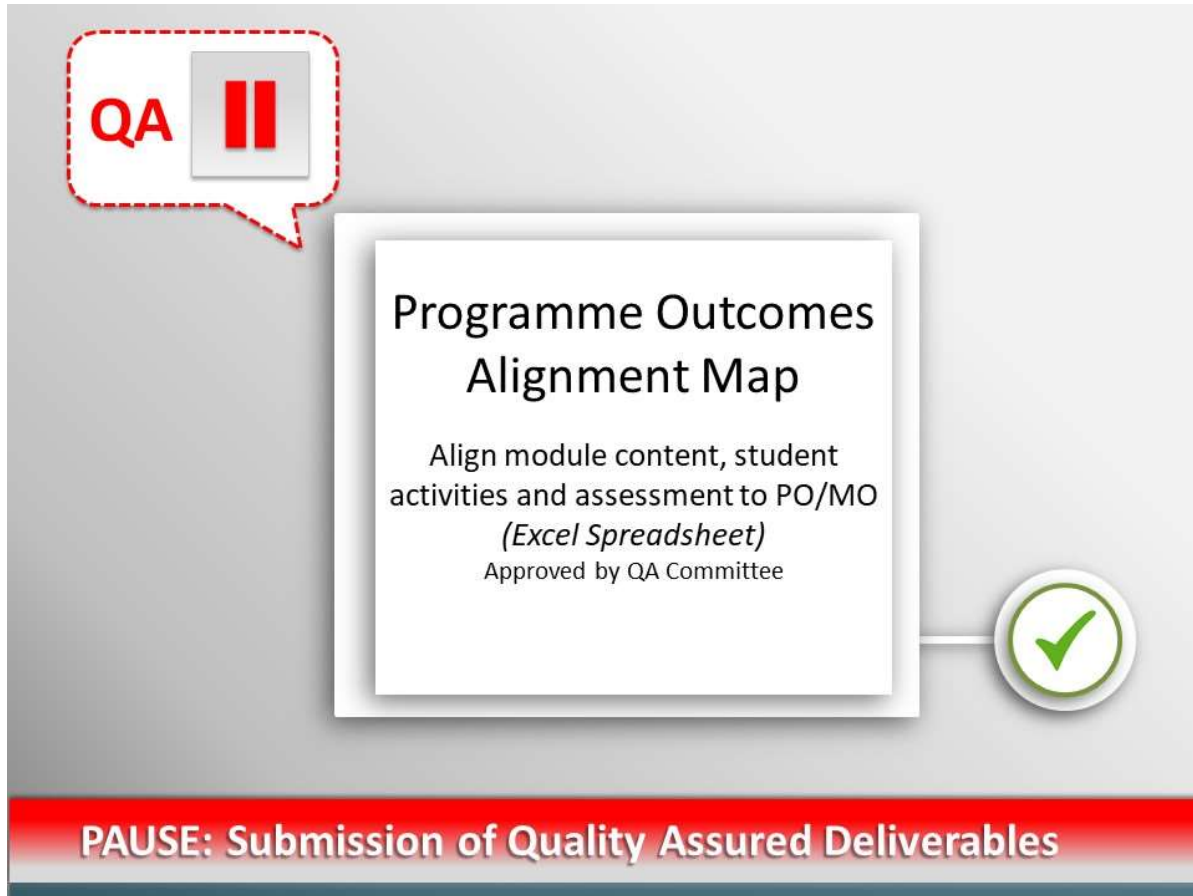 QA
Programme Outcomes
Alignment Map
Align module content, student
activities and assessment to PO/MO
(Excel Spreadsheet)
Approved by QA Committee
PAUSE: Submission of Quality Assured Deliverables